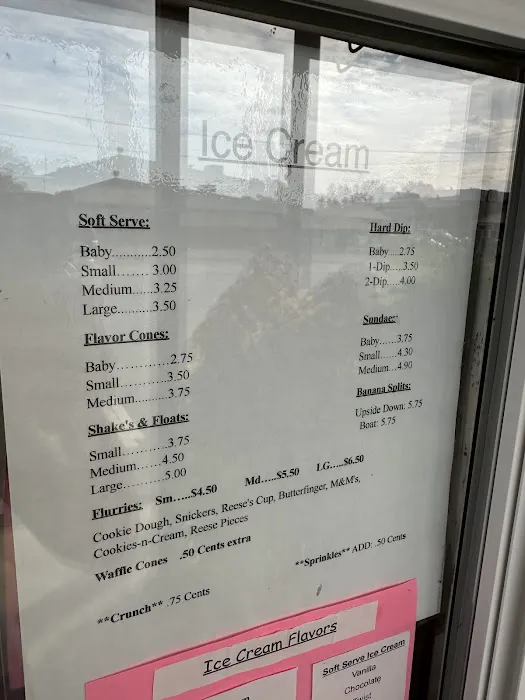 Ice Cream
Soft Serve:
Baby...........2.50
Small....... 3.00
Medium......3.25
Large.........3.50
Flavor Cones:
Baby.............2.75
Small............3.50
Medium.........3.75
Shake's & Floats:
Small...........3.75
Medium.......4.50
Large..........5.00
Hard Dip:
Baby....2.75
1-Dip.....3.50
2-Dip.....4.00
Sundae:
Baby.....3.75
Small.....4.30
Medium...4.90
Banana Splits:
Upside Down: 5.75
Boat: 5.75
Flurries: Sm.....$4.50 Md.....$5.50 LG.....$6.50
Cookie Dough, Snickers, Reese's Cup, Butterfinger, M&M's,
Cookies-n-Cream, Reese Pieces
Waffle Cones .50 Cents extra
**Sprinkles** ADD: .50 Cents
**Crunch** .75 Cents
Ice Cream Flavors
Soft Serve Ice Cream
Vanilla
Chocolate
Twist